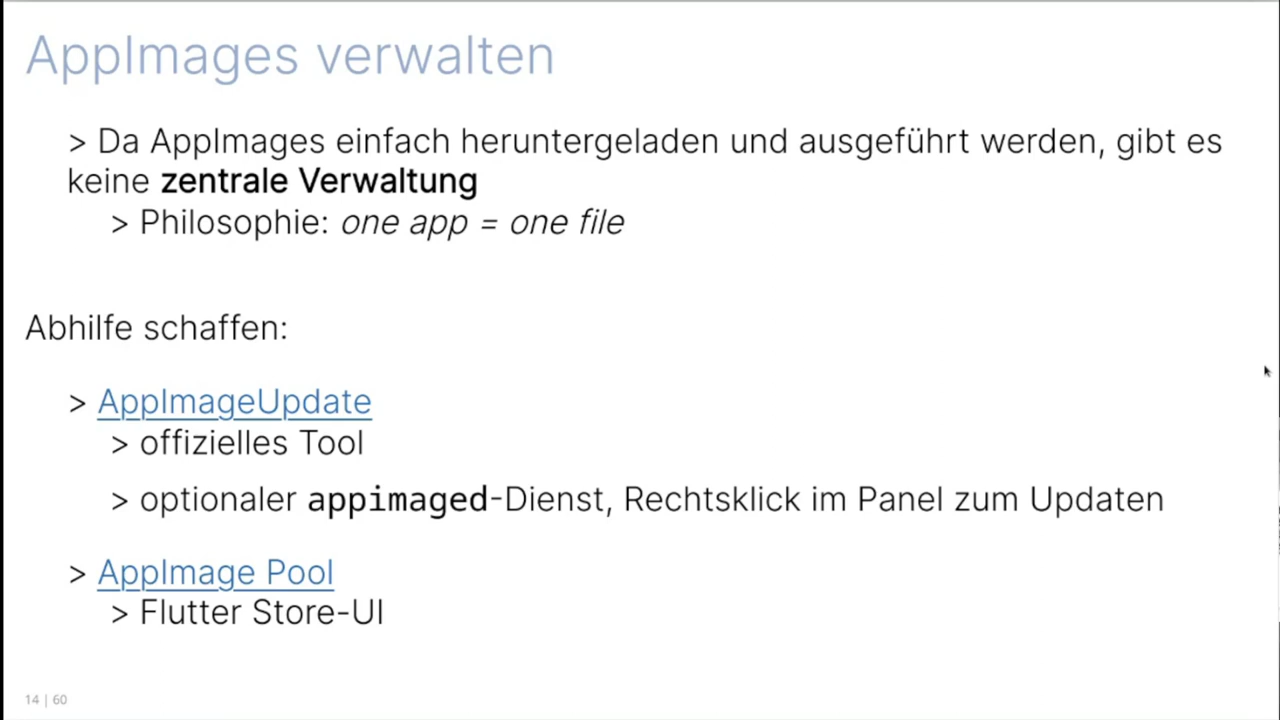 AppImages verwalten
> Da AppImages einfach heruntergeladen und ausgeführt werden, gibt es
keine zentrale Verwaltung
> Philosophie: one app = one file
Abhilfe schaffen:
> AppImageUpdate
> offizielles Tool
> optionaler appimaged-Dienst, Rechtsklick im Panel zum Updaten
> AppImage Pool
> Flutter Store-UI
14 | 60